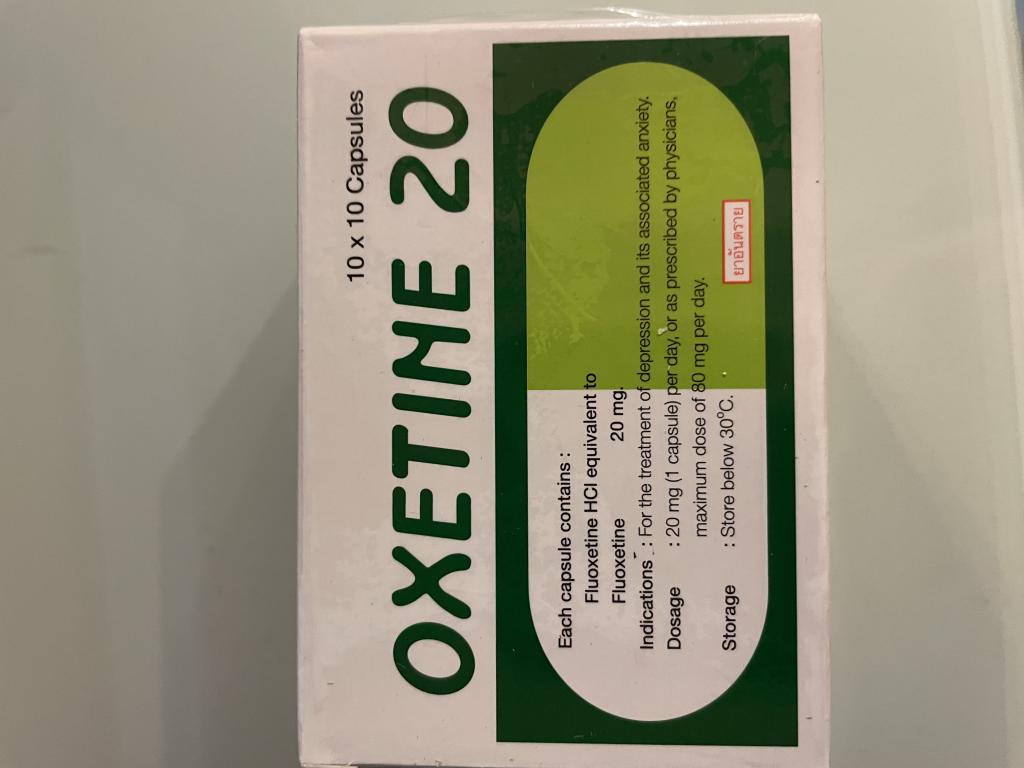 10 x 10 Capsules
OXETINE 20
Each capsule contains :
Fluoxetine HCl equivalent to
Fluoxetine 20 mg.
Indications : For the treatment of depression and its associated anxiety.
Dosage : 20 mg (1 capsule) per day, or as prescribed by physicians,
maximum dose of 80 mg per day.
Storage : Store below 30°C.
ยาอันตราย